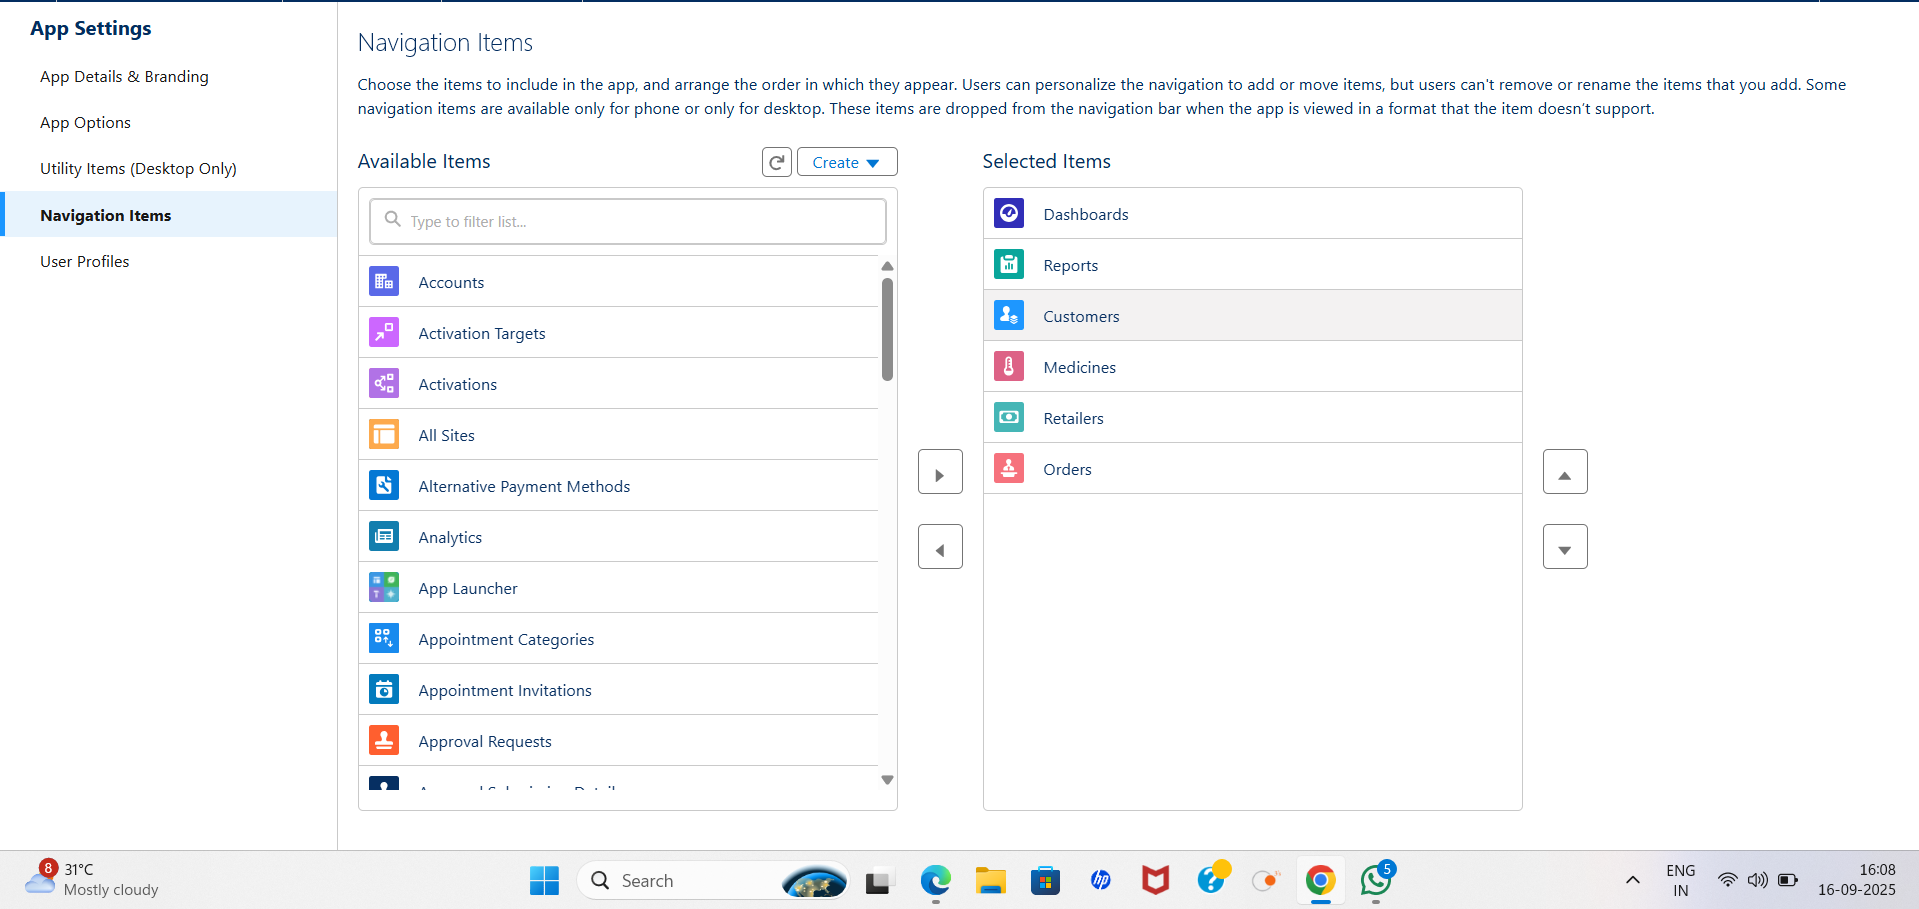 App Settings
App Details & Branding
App Options
Utility Items (Desktop Only)
Navigation Items
User Profiles
Navigation Items
Choose the items to include in the app, and arrange the order in which they appear. Users can personalize the navigation to add or move items, but users can't remove or rename the items that you add. Some
navigation items are available only for phone or only for desktop. These items are dropped from the navigation bar when the app is viewed in a format that the item doesn't support.
Available Items
Create
Type to filter list...
Accounts
Activation Targets
Activations
All Sites
Alternative Payment Methods
Analytics
App Launcher
Appointment Categories
Appointment Invitations
Approval Requests
Selected Items
Dashboards
Reports
Customers
Medicines
Retailers
Orders
8
31°C
Mostly cloudy
Search
hp
5
ENG
IN
16:08
16-09-2025